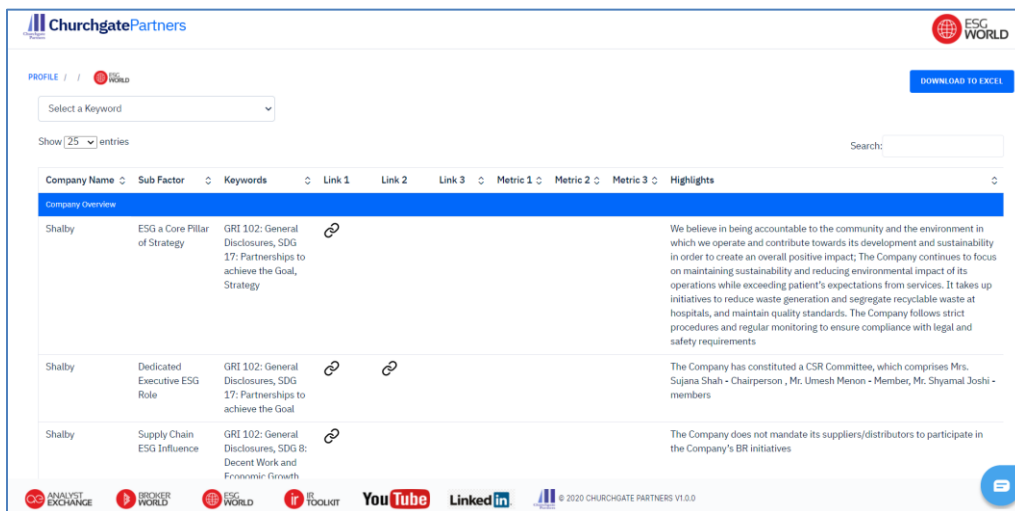 ChurchgatePartners
Churchgate
Partners
ESG
WORLD
PROFILE / /
ESG
WORLD
DOWNLOAD TO EXCEL
Select a Keyword
Show 25 entries
Search:
Company Name Sub Factor Keywords Link 1 Link 2 Link 3 Metric 1 Metric 2 Metric 3 Highlights
Company Overview
Shalby
ESG a Core Pillar
of Strategy
GRI 102: General
Disclosures, SDG
17: Partnerships to
achieve the Goal,
Strategy
We believe in being accountable to the community and the environment in
which we operate and contribute towards its development and sustainability
in order to create an overall positive impact; The Company continues to focus
on maintaining sustainability and reducing environmental impact of its
operations while exceeding patient's expectations from services. It takes up
initiatives to reduce waste generation and segregate recyclable waste at
hospitals, and maintain quality standards. The Company follows strict
procedures and regular monitoring to ensure compliance with legal and
safety requirements
Shalby
Dedicated
Executive ESG
Role
GRI 102: General
Disclosures, SDG
17: Partnerships to
achieve the Goal
The Company has constituted a CSR Committee, which comprises Mrs.
Sujana Shah - Chairperson , Mr. Umesh Menon - Member, Mr. Shyamal Joshi -
members
Shalby
Supply Chain
ESG Influence
GRI 102: General
Disclosures, SDG 8:
Decent Work and
Economic Growth
The Company does not mandate its suppliers/distributors to participate in
the Company's BR initiatives
ANALYST
EXCHANGE
BROKER
WORLD
ESG
WORLD
ir
IR
TOOLKIT
YouTube
Linked in
Churchgate
Partners
© 2020 CHURCHGATE PARTNERS V1.0.0